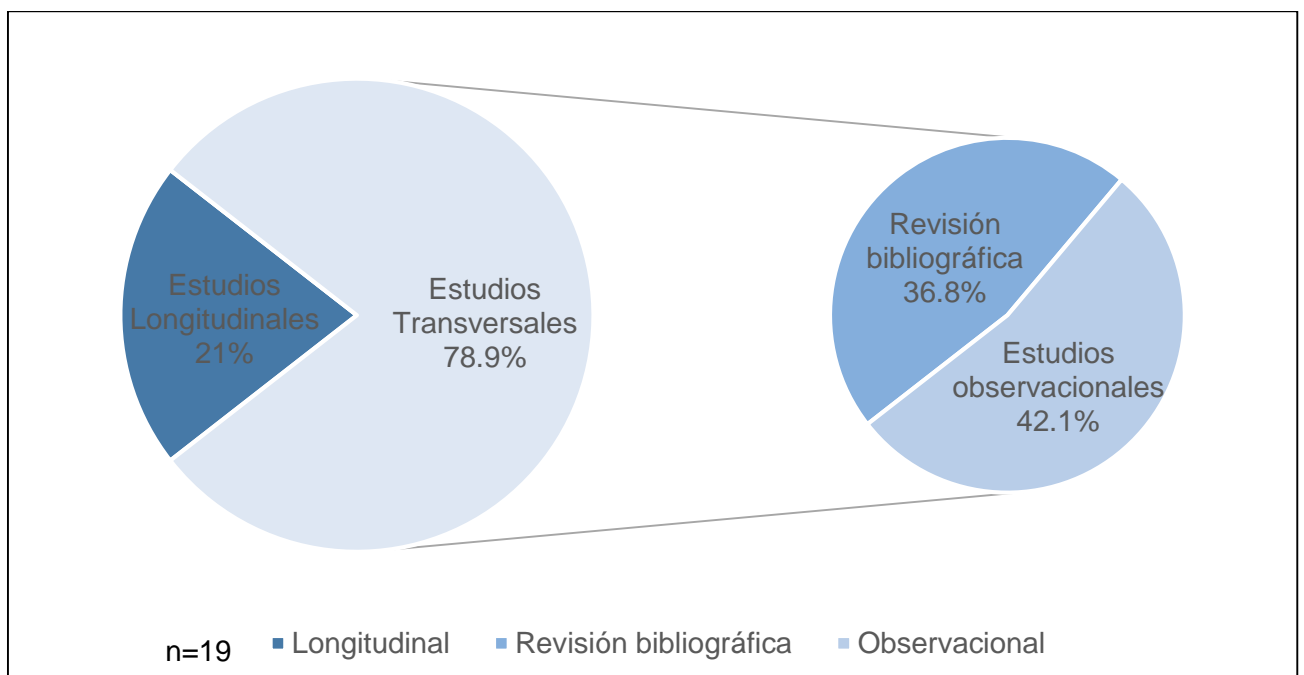 Estudios
Longitudinales
21%
Estudios
Transversales
78.9%
Revisión
bibliográfica
36.8%
Estudios
observacionales
42.1%
n=19
Longitudinal
Revisión bibliográfica
Observacional